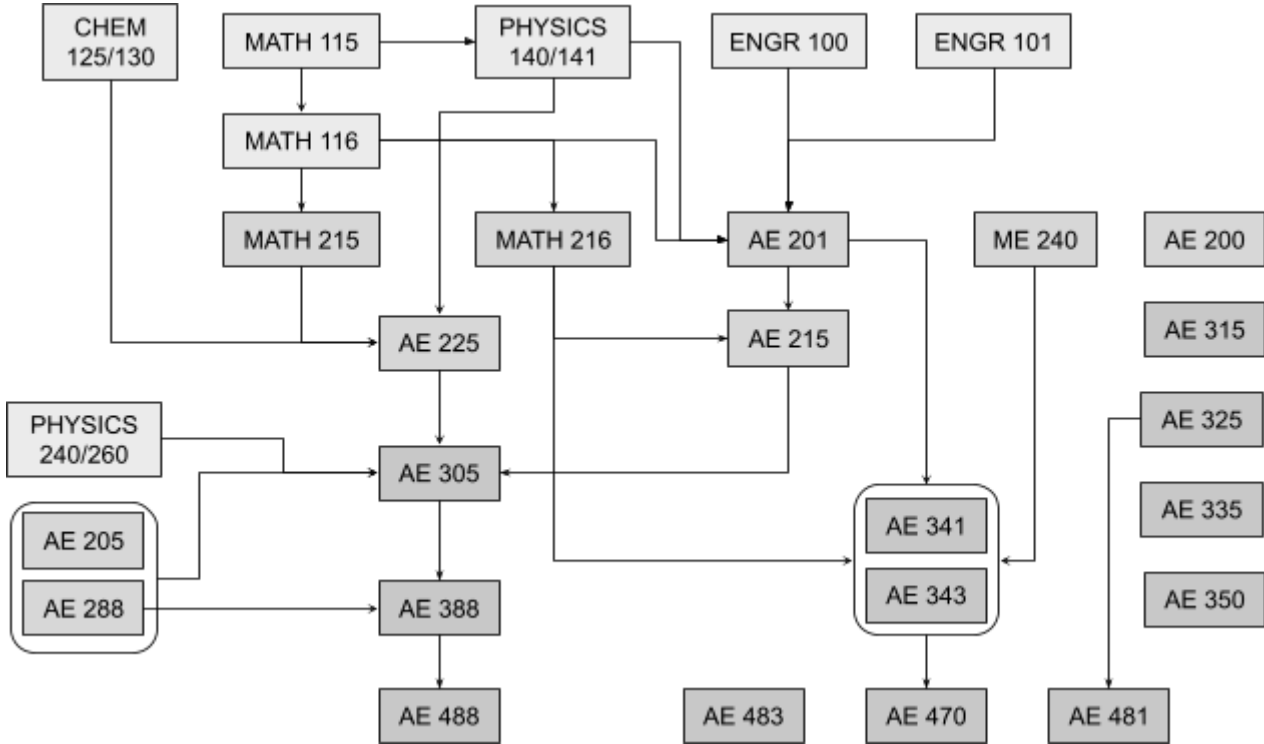 CHEM
125/130
MATH 115
PHYSICS
140/141
ENGR 100
ENGR 101
MATH 116
MATH 215
MATH 216
AE 201
ME 240
AE 200
AE 225
AE 215
AE 315
PHYSICS
240/260
AE 305
AE 325
AE 205
AE 341
AE 335
AE 288
AE 388
AE 343
AE 350
AE 488
AE 483
AE 470
AE 481